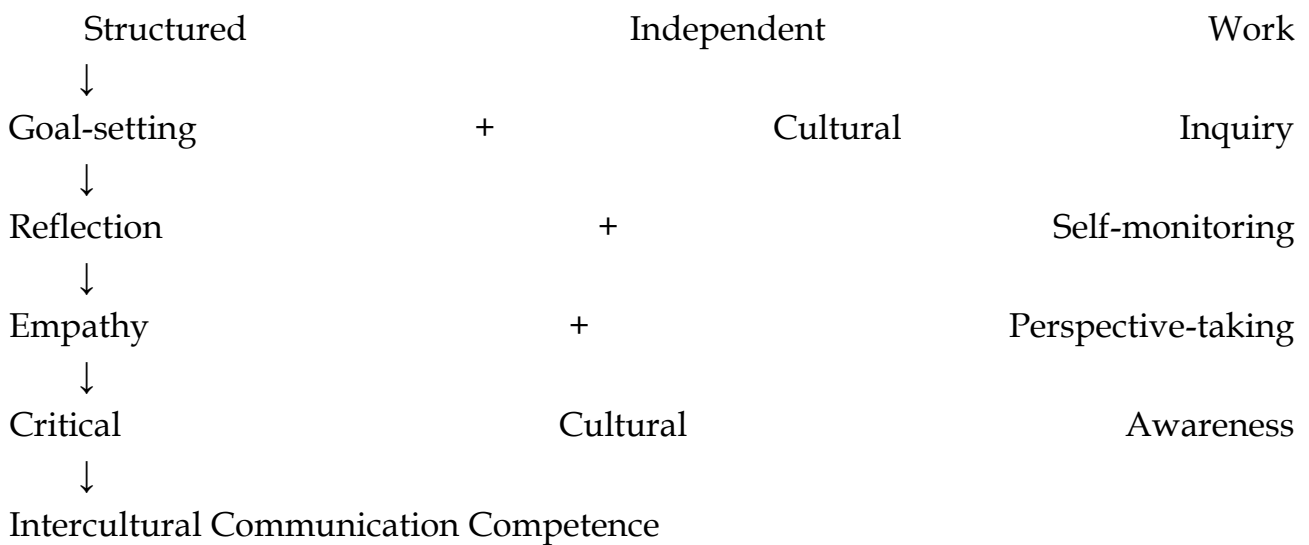 Structured Independent Work
↓
Goal-setting + Cultural Inquiry
↓
Reflection + Self-monitoring
↓
Empathy + Perspective-taking
↓
Critical Cultural Awareness
↓
Intercultural Communication Competence